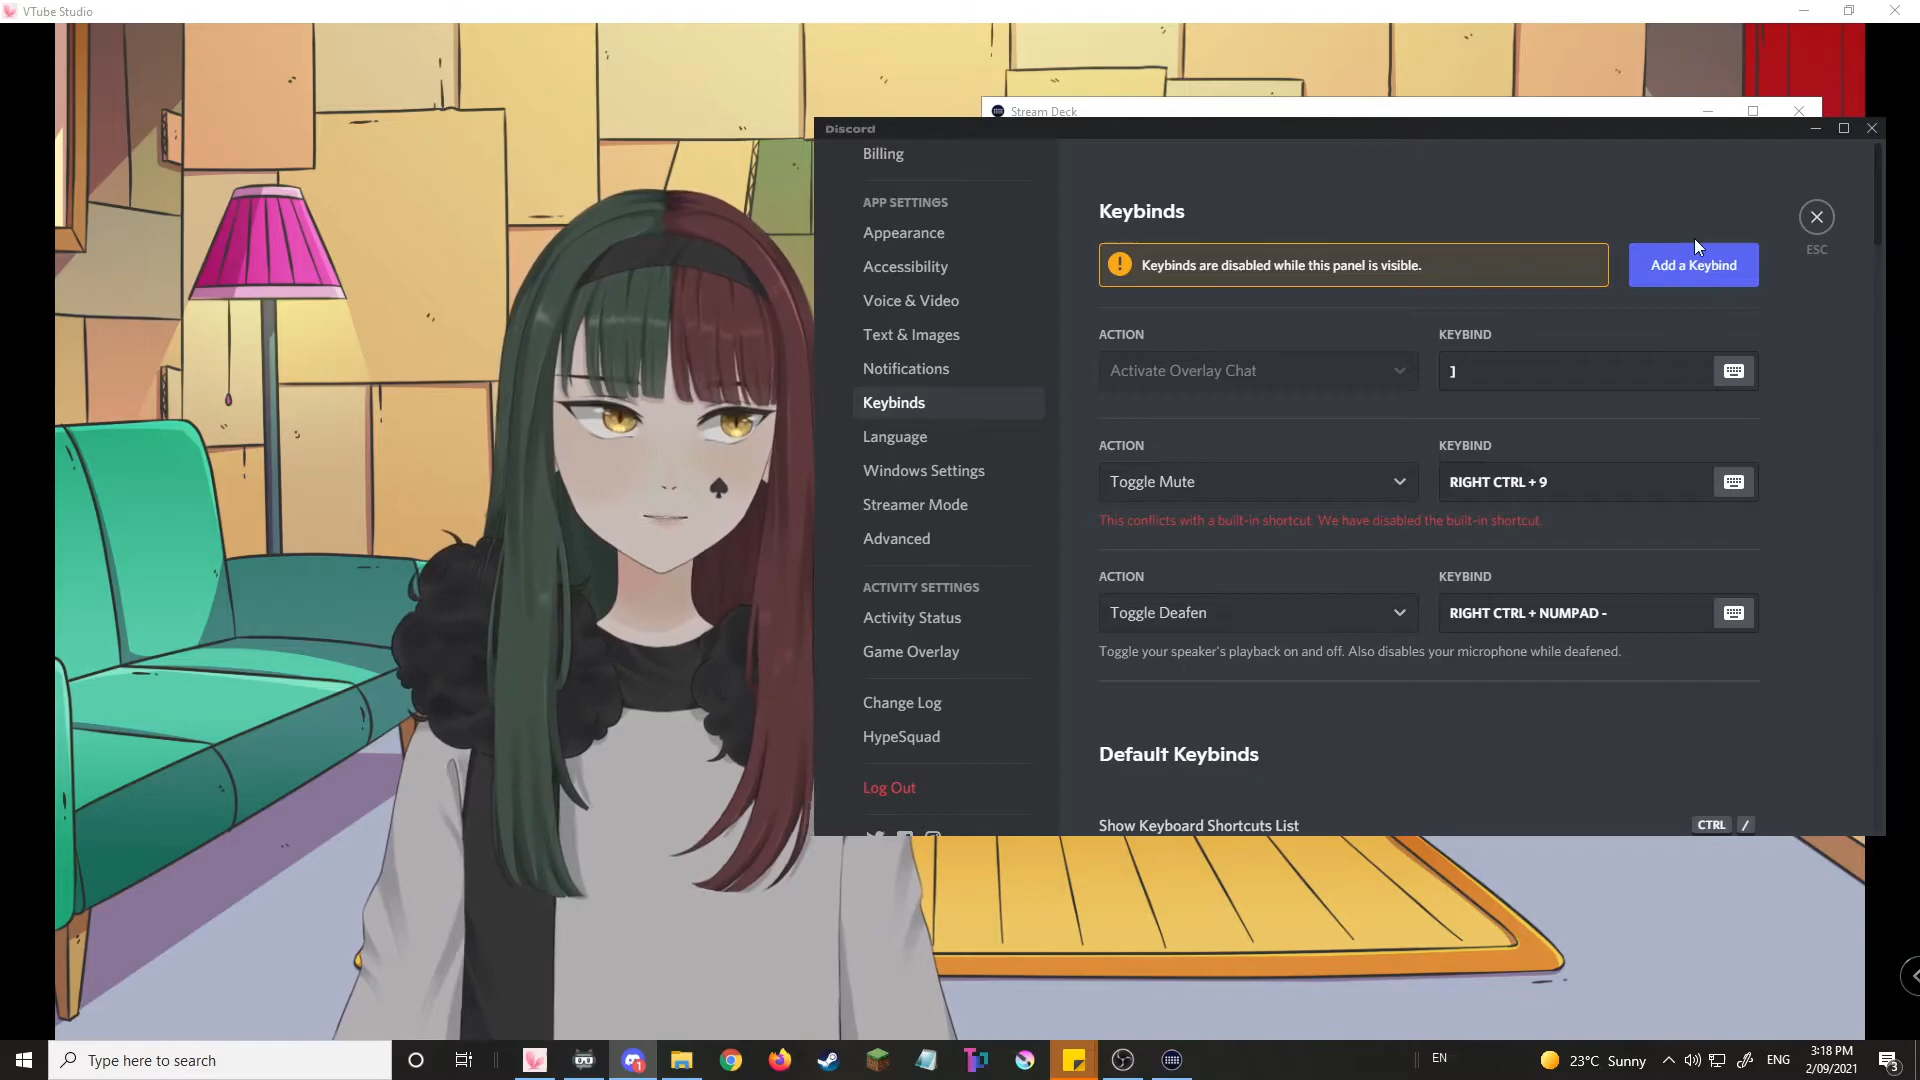 VTube Studio
Stream Deck
Discord
Billing
APP SETTINGS
Appearance
Accessibility
Voice & Video
Text & Images
Notifications
Keybinds
Language
Windows Settings
Streamer Mode
Advanced
ACTIVITY SETTINGS
Activity Status
Game Overlay
Change Log
HypeSquad
Log Out
Keybinds
Keybinds are disabled while this panel is visible.
Add a Keybind
ESC
ACTION KEYBIND
Activate Overlay Chat ]
ACTION KEYBIND
Toggle Mute RIGHT CTRL + 9
This conflicts with a built-in shortcut. We have disabled the built-in shortcut.
ACTION KEYBIND
Toggle Deafen RIGHT CTRL + NUMPAD -
Toggle your speaker's playback on and off. Also disables your microphone while deafened.
Default Keybinds
Show Keyboard Shortcuts List CTRL /
Type here to search
EN
23°C Sunny
ENG
3:18 PM
2/09/2021
3